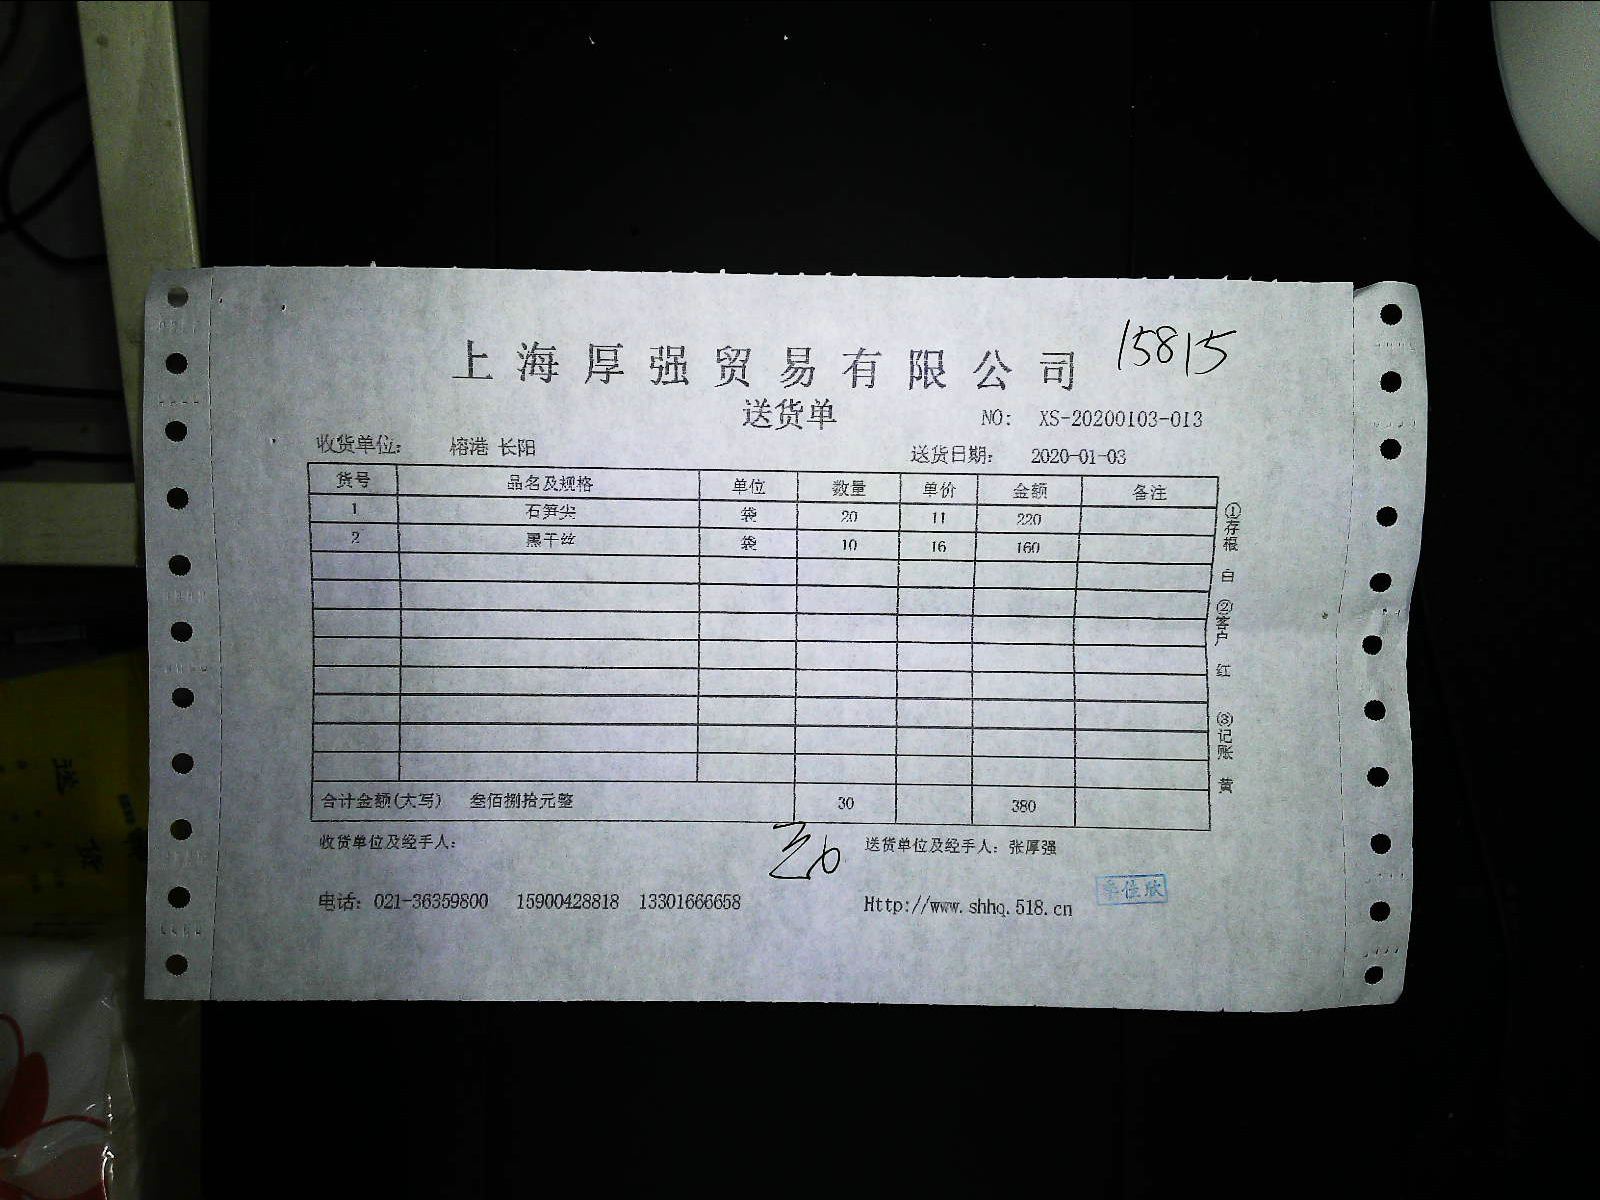 上海厚强贸易有限公司 15815
送货单 NO: XS-20200103-013
收货单位: 榕港 长阳 送货日期: 2020-01-03
货号 品名及规格 单位 数量 单价 金额 备注
1 石笋尖 袋 20 11 220
2 黑干丝 袋 10 16 160
合计金额(大写) 叁佰捌拾元整 30 380
收货单位及经手人: 送货单位及经手人: 张厚强
电话: 021-36359800 15900428818 13301666658 Http://www.shhq.518.cn
①存根 白 ②客户 红 ③记账 黄
送
货